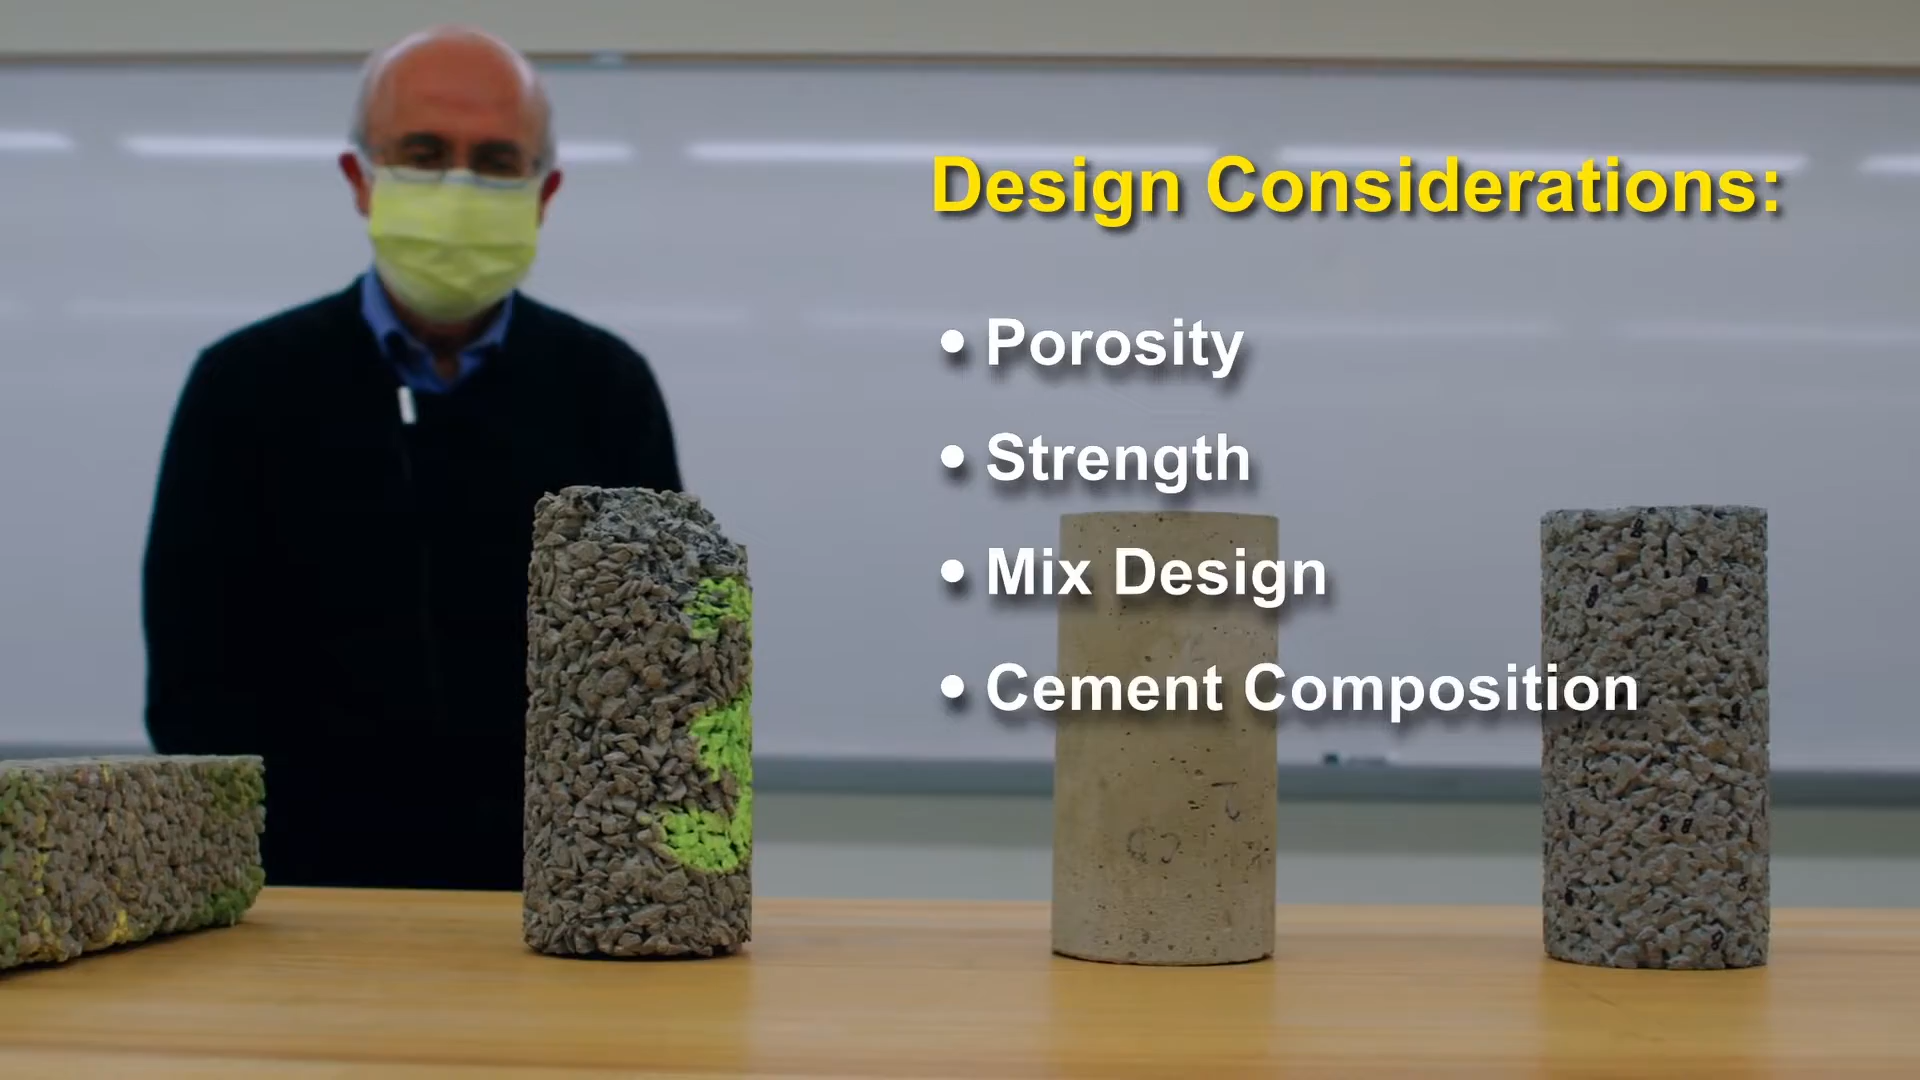 Design Considerations:
• Porosity
• Strength
• Mix Design
• Cement Composition